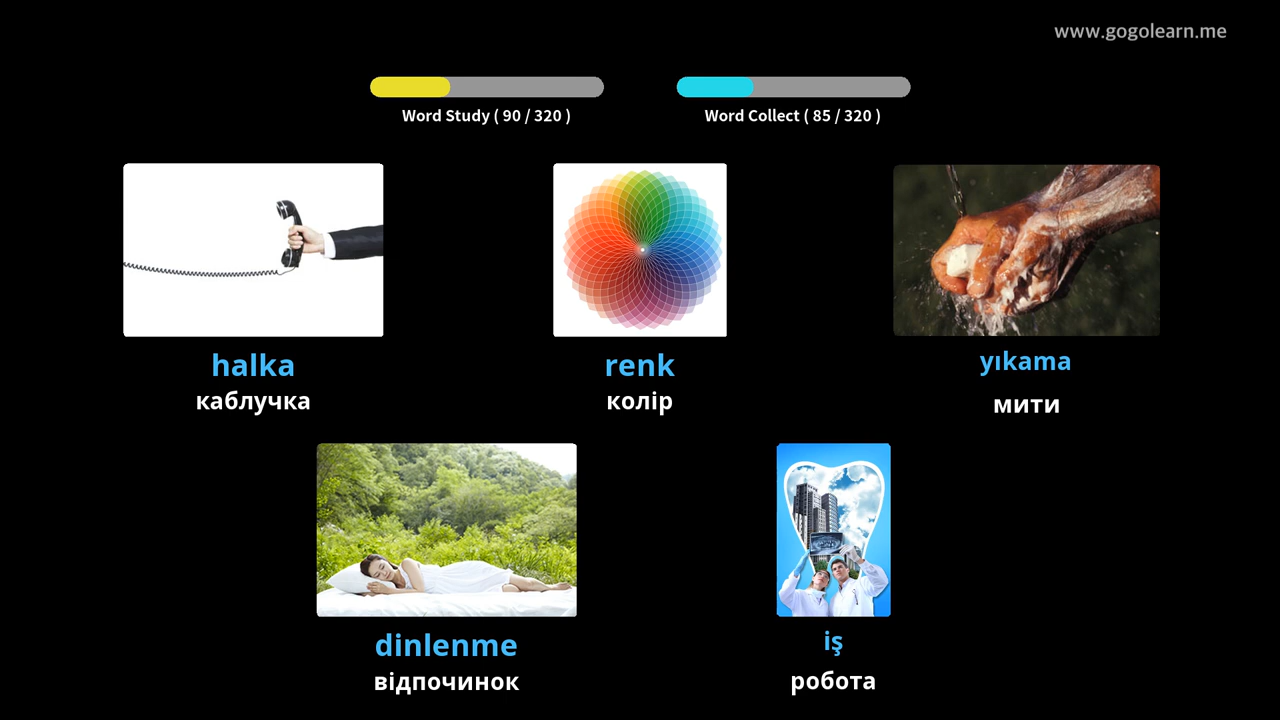 www.gogolearn.me
Word Study ( 90 / 320 )
Word Collect ( 85 / 320 )
halka
каблучка
renk
колір
yıkama
мити
dinlenme
відпочинок
iş
робота